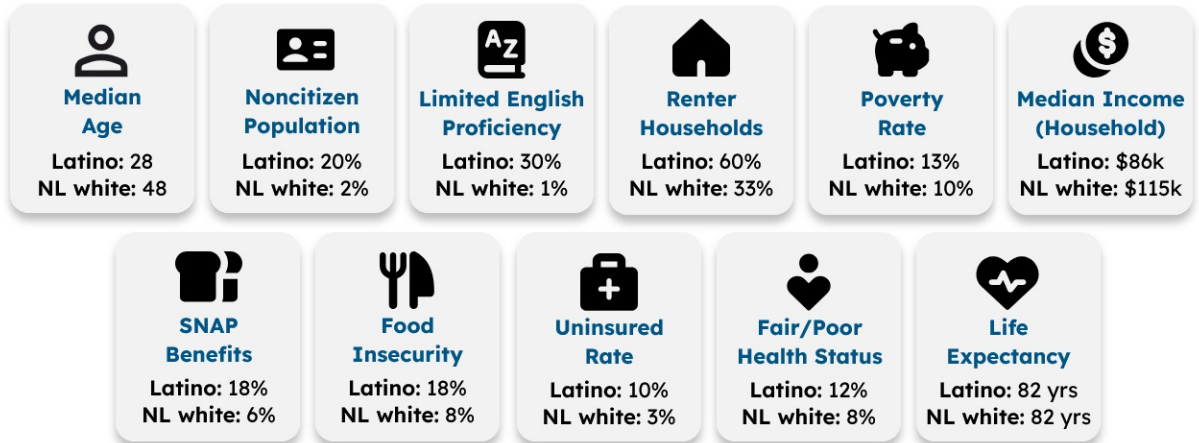 Median
Age
Latino: 28
NL white: 48
Noncitizen
Population
Latino: 20%
NL white: 2%
AZ
Limited English
Proficiency
Latino: 30%
NL white: 1%
Renter
Households
Latino: 60%
NL white: 33%
Poverty
Rate
Latino: 13%
NL white: 10%
$
Median Income
(Household)
Latino: $86k
NL white: $115k
SNAP
Benefits
Latino: 18%
NL white: 6%
Food
Insecurity
Latino: 18%
NL white: 8%
Uninsured
Rate
Latino: 10%
NL white: 3%
Fair/Poor
Health Status
Latino: 12%
NL white: 8%
Life
Expectancy
Latino: 82 yrs
NL white: 82 yrs